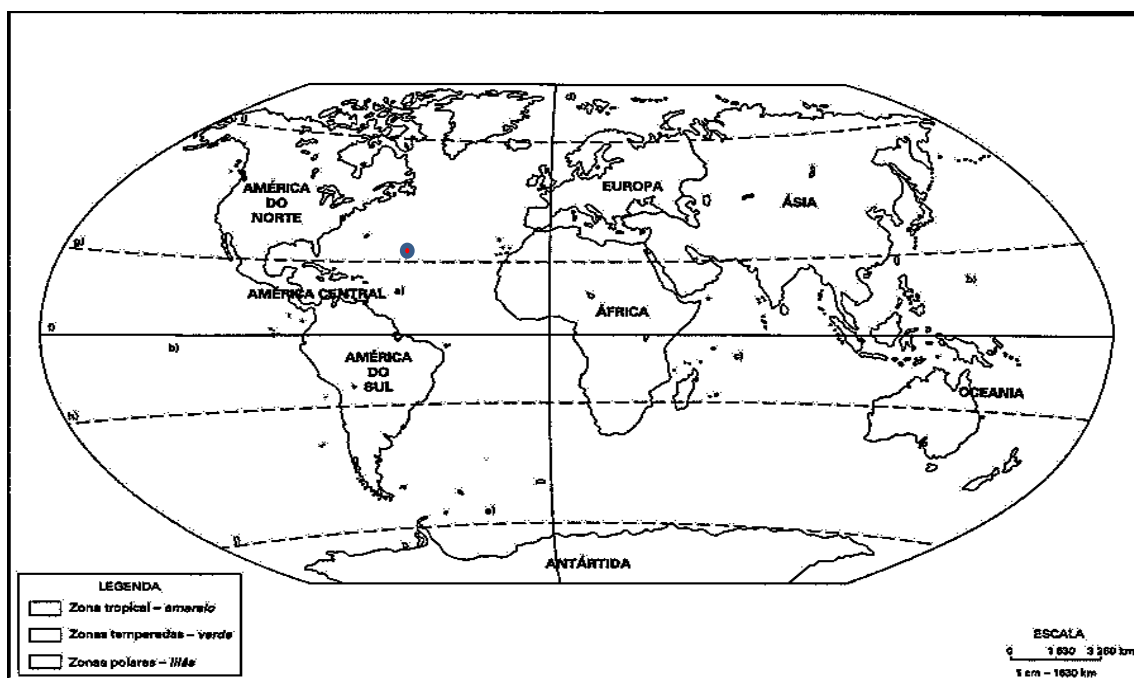 AMÉRICA
DO
NORTE
EUROPA
ÁSIA
g)
AMÉRICA CENTRAL
a)
b)
ÁFRICA
b)
AMÉRICA
DO
SUL
c)
OCEANIA
h)
e)
ANTÁRTIDA
LEGENDA
Zona tropical – amarelo
Zonas temperadas – verde
Zonas polares – lilás
ESCALA
0 1 630 3 260 km
1 cm – 1630 km